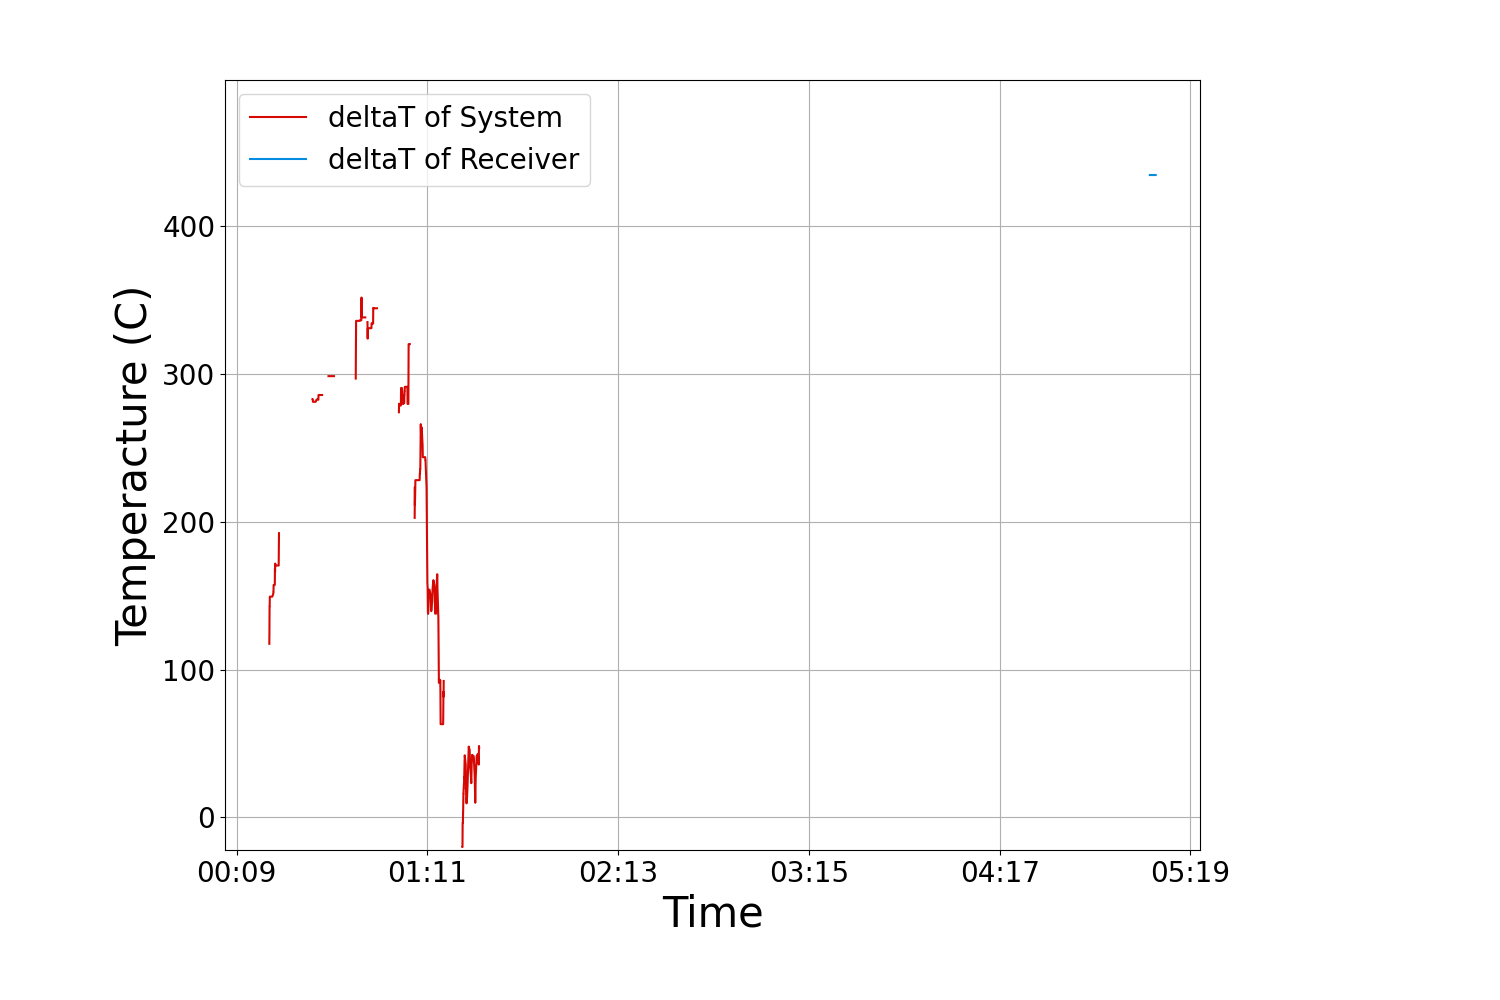 deltaT of System
deltaT of Receiver
400
300
200
100
0
Temperacture (C)
00:09 01:11 02:13 03:15 04:17 05:19
Time